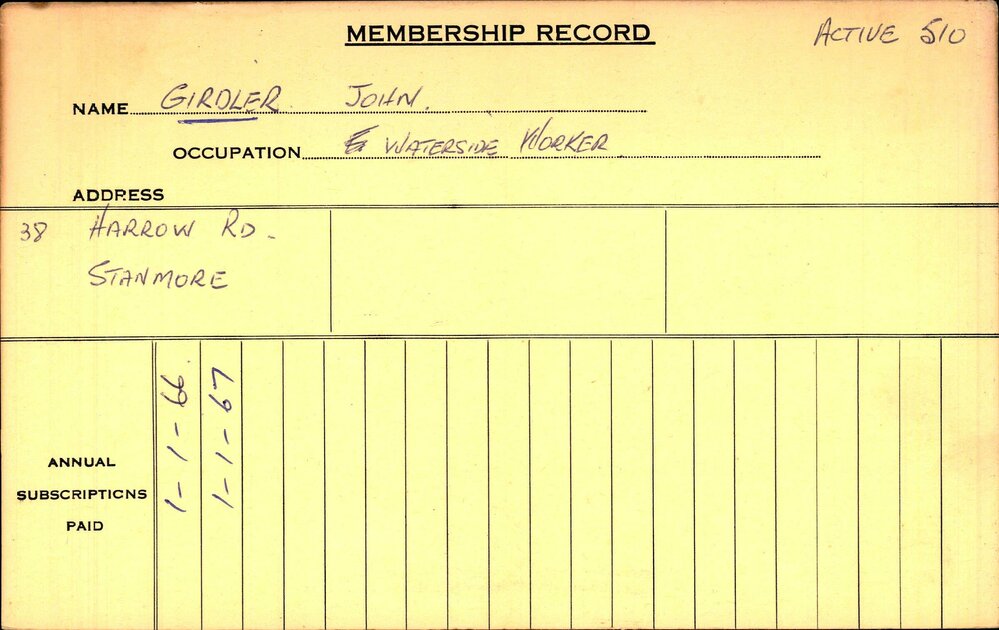 MEMBERSHIP RECORD
ACTIVE 510
NAME GIRDLER JOHN.
OCCUPATION WATERSIDE WORKER
ADDRESS
38 HARROW RD.
STANMORE
ANNUAL SUBSCRIPTIONS PAID
1-1-66.
1-1-67